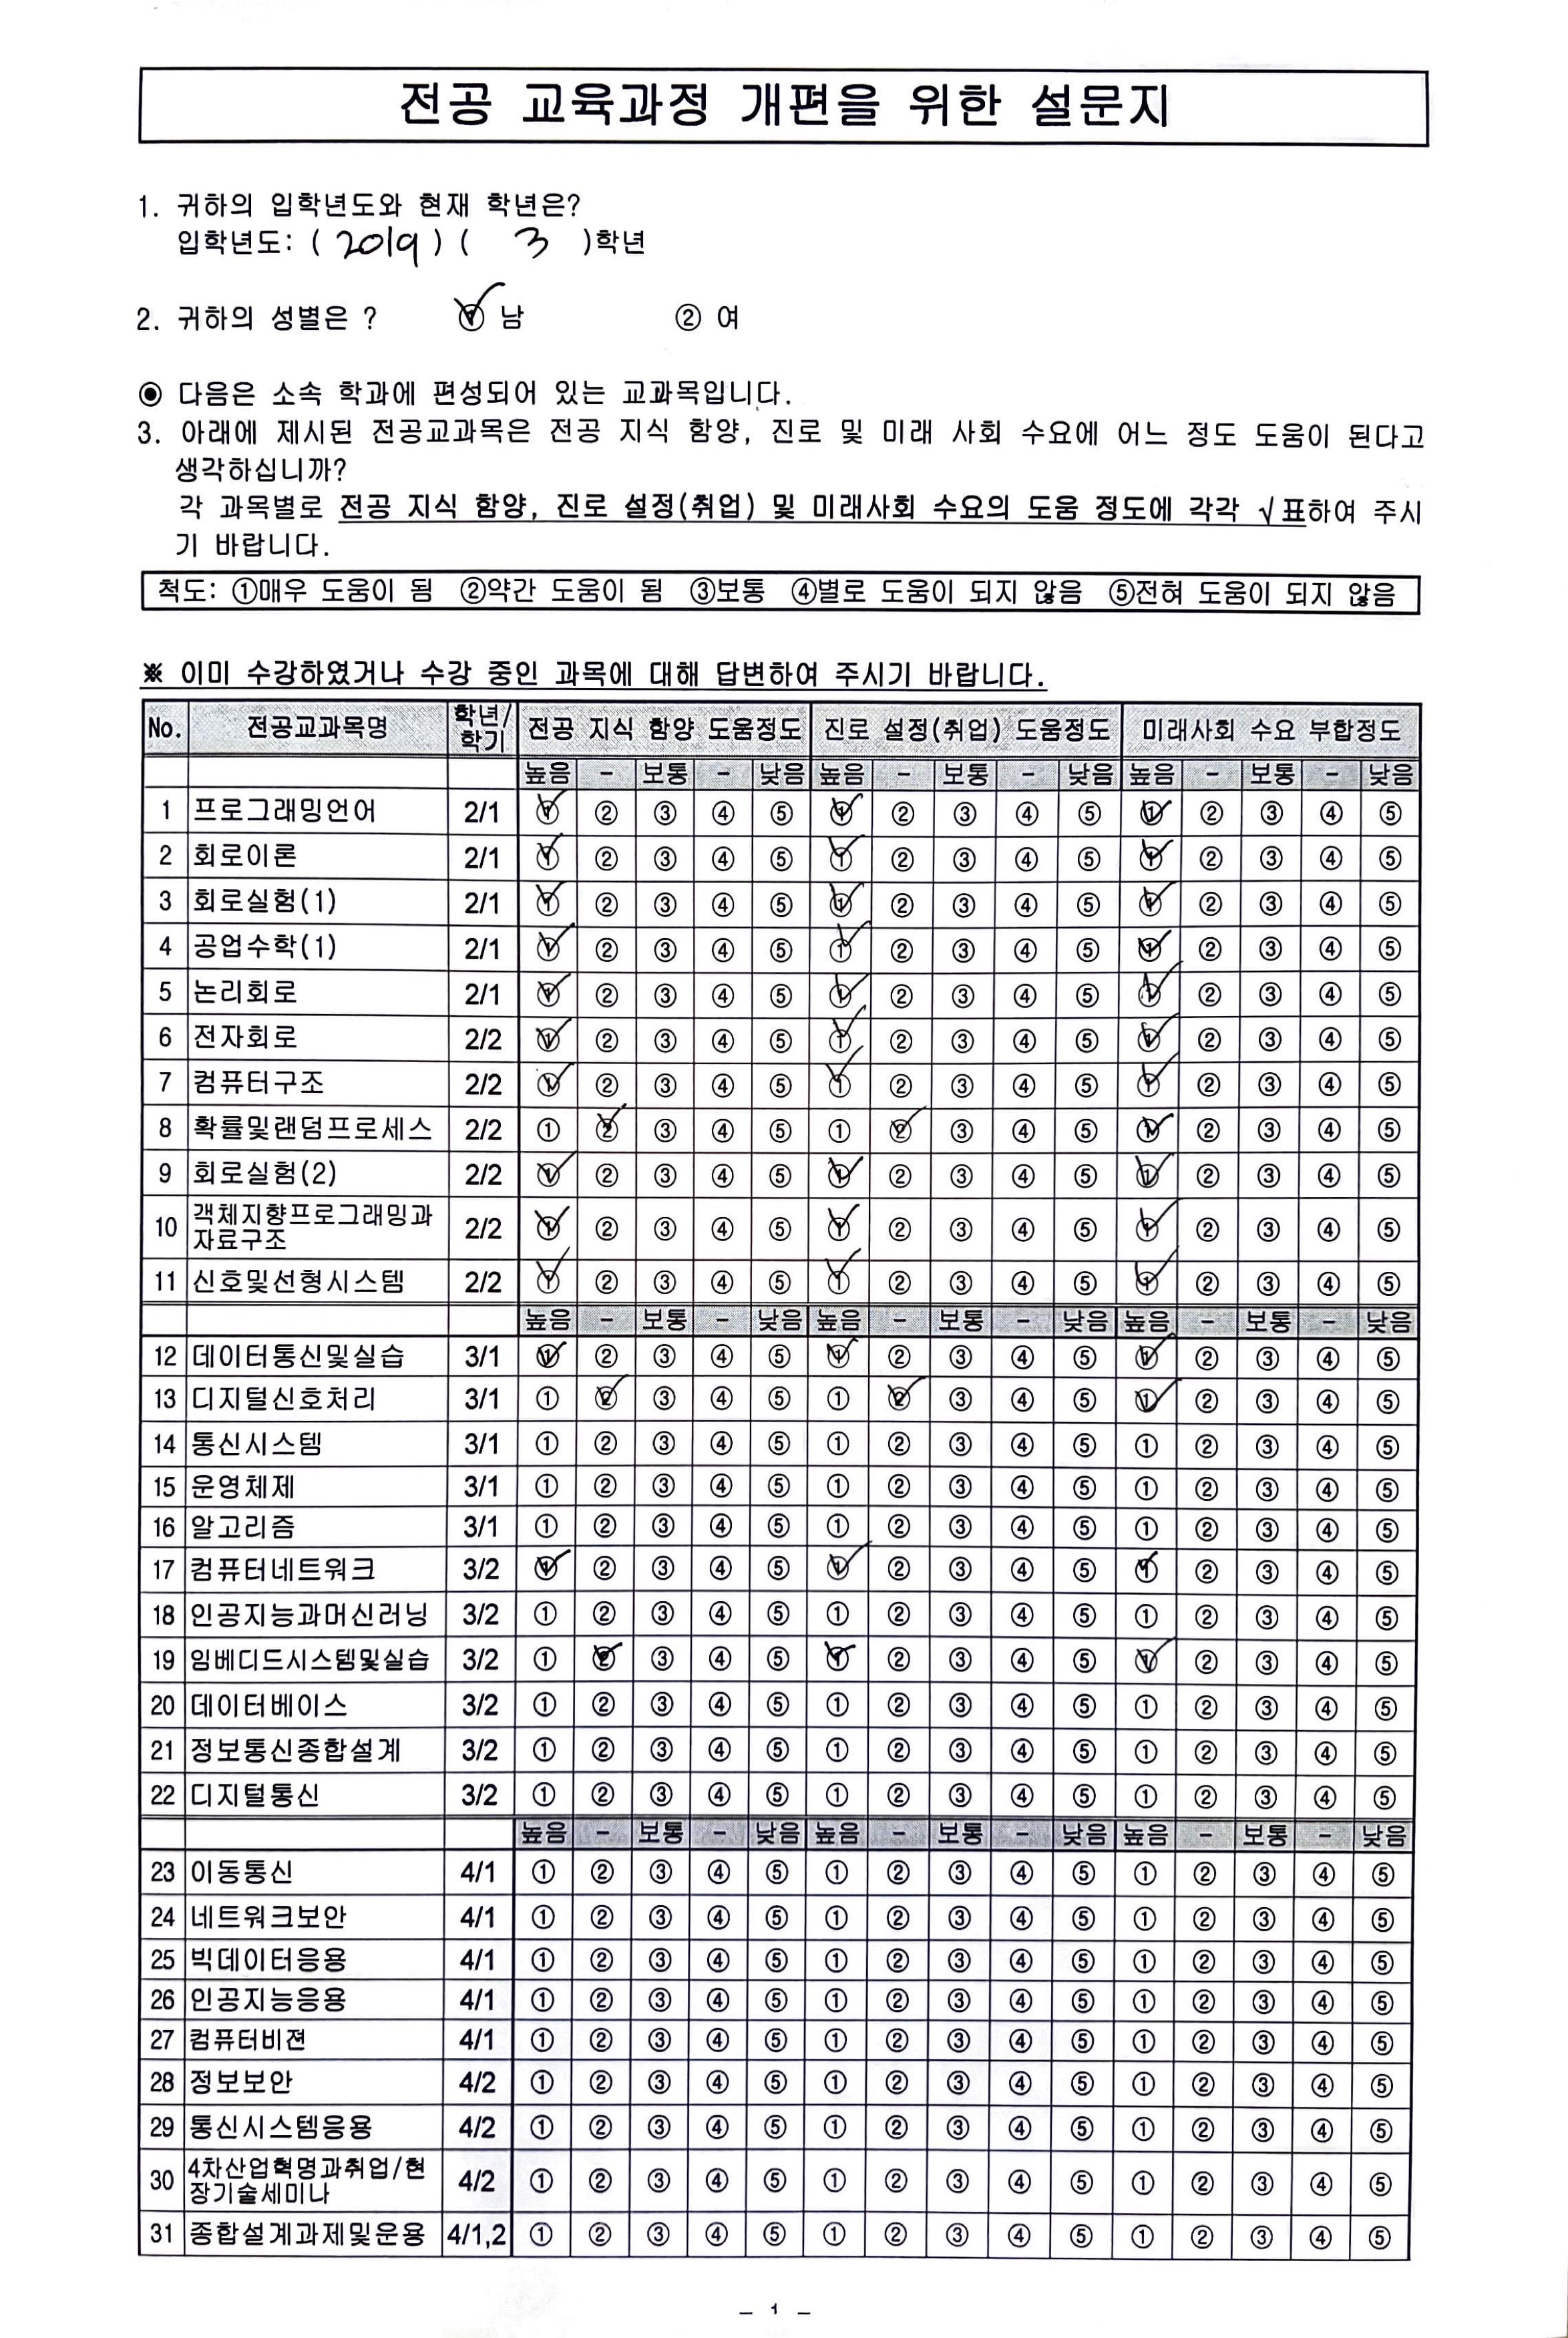 전공 교육과정 개편을 위한 설문지
1. 귀하의 입학년도와 현재 학년은?
입학년도: ( 2019 ) ( 3 )학년
2. 귀하의 성별은 ? ① 남 ② 여
◉ 다음은 소속 학과에 편성되어 있는 교과목입니다.
3. 아래에 제시된 전공교과목은 전공 지식 함양, 진로 및 미래 사회 수요에 어느 정도 도움이 된다고
생각하십니까?
각 과목별로 전공 지식 함양, 진로 설정(취업) 및 미래사회 수요의 도움 정도에 각각 √표하여 주시
기 바랍니다.
척도: ①매우 도움이 됨 ②약간 도움이 됨 ③보통 ④별로 도움이 되지 않음 ⑤전혀 도움이 되지 않음
※ 이미 수강하였거나 수강 중인 과목에 대해 답변하여 주시기 바랍니다.
No. 전공교과목명 학년/학기 전공 지식 함양 도움정도 진로 설정(취업) 도움정도 미래사회 수요 부합정도
높음 - 보통 - 낮음 높음 - 보통 - 낮음 높음 - 보통 - 낮음
1 프로그래밍언어 2/1 ① ② ③ ④ ⑤ ① ② ③ ④ ⑤ ① ② ③ ④ ⑤
2 회로이론 2/1 ① ② ③ ④ ⑤ ① ② ③ ④ ⑤ ① ② ③ ④ ⑤
3 회로실험(1) 2/1 ① ② ③ ④ ⑤ ① ② ③ ④ ⑤ ① ② ③ ④ ⑤
4 공업수학(1) 2/1 ① ② ③ ④ ⑤ ① ② ③ ④ ⑤ ① ② ③ ④ ⑤
5 논리회로 2/1 ① ② ③ ④ ⑤ ① ② ③ ④ ⑤ ① ② ③ ④ ⑤
6 전자회로 2/2 ① ② ③ ④ ⑤ ① ② ③ ④ ⑤ ① ② ③ ④ ⑤
7 컴퓨터구조 2/2 ① ② ③ ④ ⑤ ① ② ③ ④ ⑤ ① ② ③ ④ ⑤
8 확률및랜덤프로세스 2/2 ① ② ③ ④ ⑤ ① ② ③ ④ ⑤ ① ② ③ ④ ⑤
9 회로실험(2) 2/2 ① ② ③ ④ ⑤ ① ② ③ ④ ⑤ ① ② ③ ④ ⑤
10 객체지향프로그래밍과 자료구조 2/2 ① ② ③ ④ ⑤ ① ② ③ ④ ⑤ ① ② ③ ④ ⑤
11 신호및선형시스템 2/2 ① ② ③ ④ ⑤ ① ② ③ ④ ⑤ ① ② ③ ④ ⑤
높음 - 보통 - 낮음 높음 - 보통 - 낮음 높음 - 보통 - 낮음
12 데이터통신및실습 3/1 ① ② ③ ④ ⑤ ① ② ③ ④ ⑤ ① ② ③ ④ ⑤
13 디지털신호처리 3/1 ① ② ③ ④ ⑤ ① ② ③ ④ ⑤ ① ② ③ ④ ⑤
14 통신시스템 3/1 ① ② ③ ④ ⑤ ① ② ③ ④ ⑤ ① ② ③ ④ ⑤
15 운영체제 3/1 ① ② ③ ④ ⑤ ① ② ③ ④ ⑤ ① ② ③ ④ ⑤
16 알고리즘 3/1 ① ② ③ ④ ⑤ ① ② ③ ④ ⑤ ① ② ③ ④ ⑤
17 컴퓨터네트워크 3/2 ① ② ③ ④ ⑤ ① ② ③ ④ ⑤ ① ② ③ ④ ⑤
18 인공지능과머신러닝 3/2 ① ② ③ ④ ⑤ ① ② ③ ④ ⑤ ① ② ③ ④ ⑤
19 임베디드시스템및실습 3/2 ① ② ③ ④ ⑤ ① ② ③ ④ ⑤ ① ② ③ ④ ⑤
20 데이터베이스 3/2 ① ② ③ ④ ⑤ ① ② ③ ④ ⑤ ① ② ③ ④ ⑤
21 정보통신종합설계 3/2 ① ② ③ ④ ⑤ ① ② ③ ④ ⑤ ① ② ③ ④ ⑤
22 디지털통신 3/2 ① ② ③ ④ ⑤ ① ② ③ ④ ⑤ ① ② ③ ④ ⑤
높음 - 보통 - 낮음 높음 - 보통 - 낮음 높음 - 보통 - 낮음
23 이동통신 4/1 ① ② ③ ④ ⑤ ① ② ③ ④ ⑤ ① ② ③ ④ ⑤
24 네트워크보안 4/1 ① ② ③ ④ ⑤ ① ② ③ ④ ⑤ ① ② ③ ④ ⑤
25 빅데이터응용 4/1 ① ② ③ ④ ⑤ ① ② ③ ④ ⑤ ① ② ③ ④ ⑤
26 인공지능응용 4/1 ① ② ③ ④ ⑤ ① ② ③ ④ ⑤ ① ② ③ ④ ⑤
27 컴퓨터비젼 4/1 ① ② ③ ④ ⑤ ① ② ③ ④ ⑤ ① ② ③ ④ ⑤
28 정보보안 4/2 ① ② ③ ④ ⑤ ① ② ③ ④ ⑤ ① ② ③ ④ ⑤
29 통신시스템응용 4/2 ① ② ③ ④ ⑤ ① ② ③ ④ ⑤ ① ② ③ ④ ⑤
30 4차산업혁명과취업/현장기술세미나 4/2 ① ② ③ ④ ⑤ ① ② ③ ④ ⑤ ① ② ③ ④ ⑤
31 종합설계과제및운용 4/1,2 ① ② ③ ④ ⑤ ① ② ③ ④ ⑤ ① ② ③ ④ ⑤
- 1 -